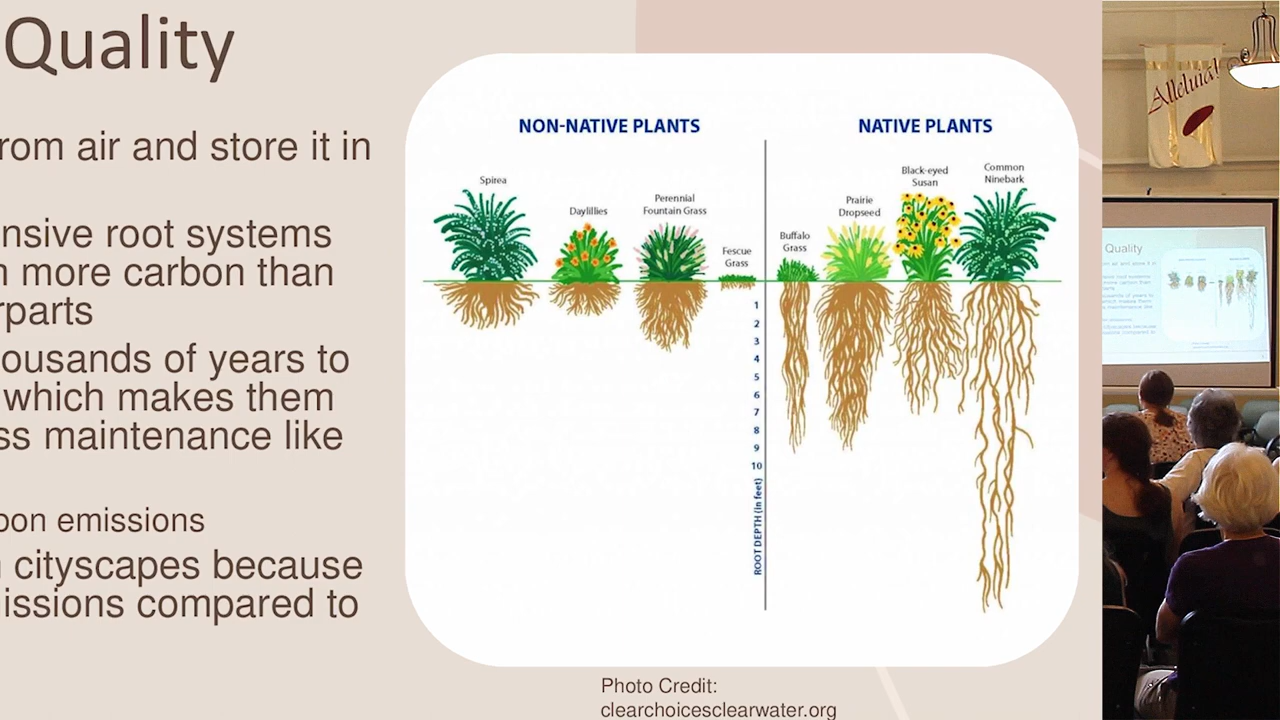 Quality
rom air and store it in
nsive root systems
n more carbon than
rparts
ousands of years to
which makes them
ss maintenance like
bon emissions
n cityscapes because
issions compared to
NON-NATIVE PLANTS
NATIVE PLANTS
Spirea
Daylillies
Perennial
Fountain Grass
Fescue
Grass
Buffalo
Grass
Prairie
Dropseed
Black-eyed
Susan
Common
Ninebark
1
2
3
4
5
6
7
8
9
10
ROOT DEPTH (in feet)
Photo Credit:
clearchoicesclearwater.org
Alleluia!
Quality